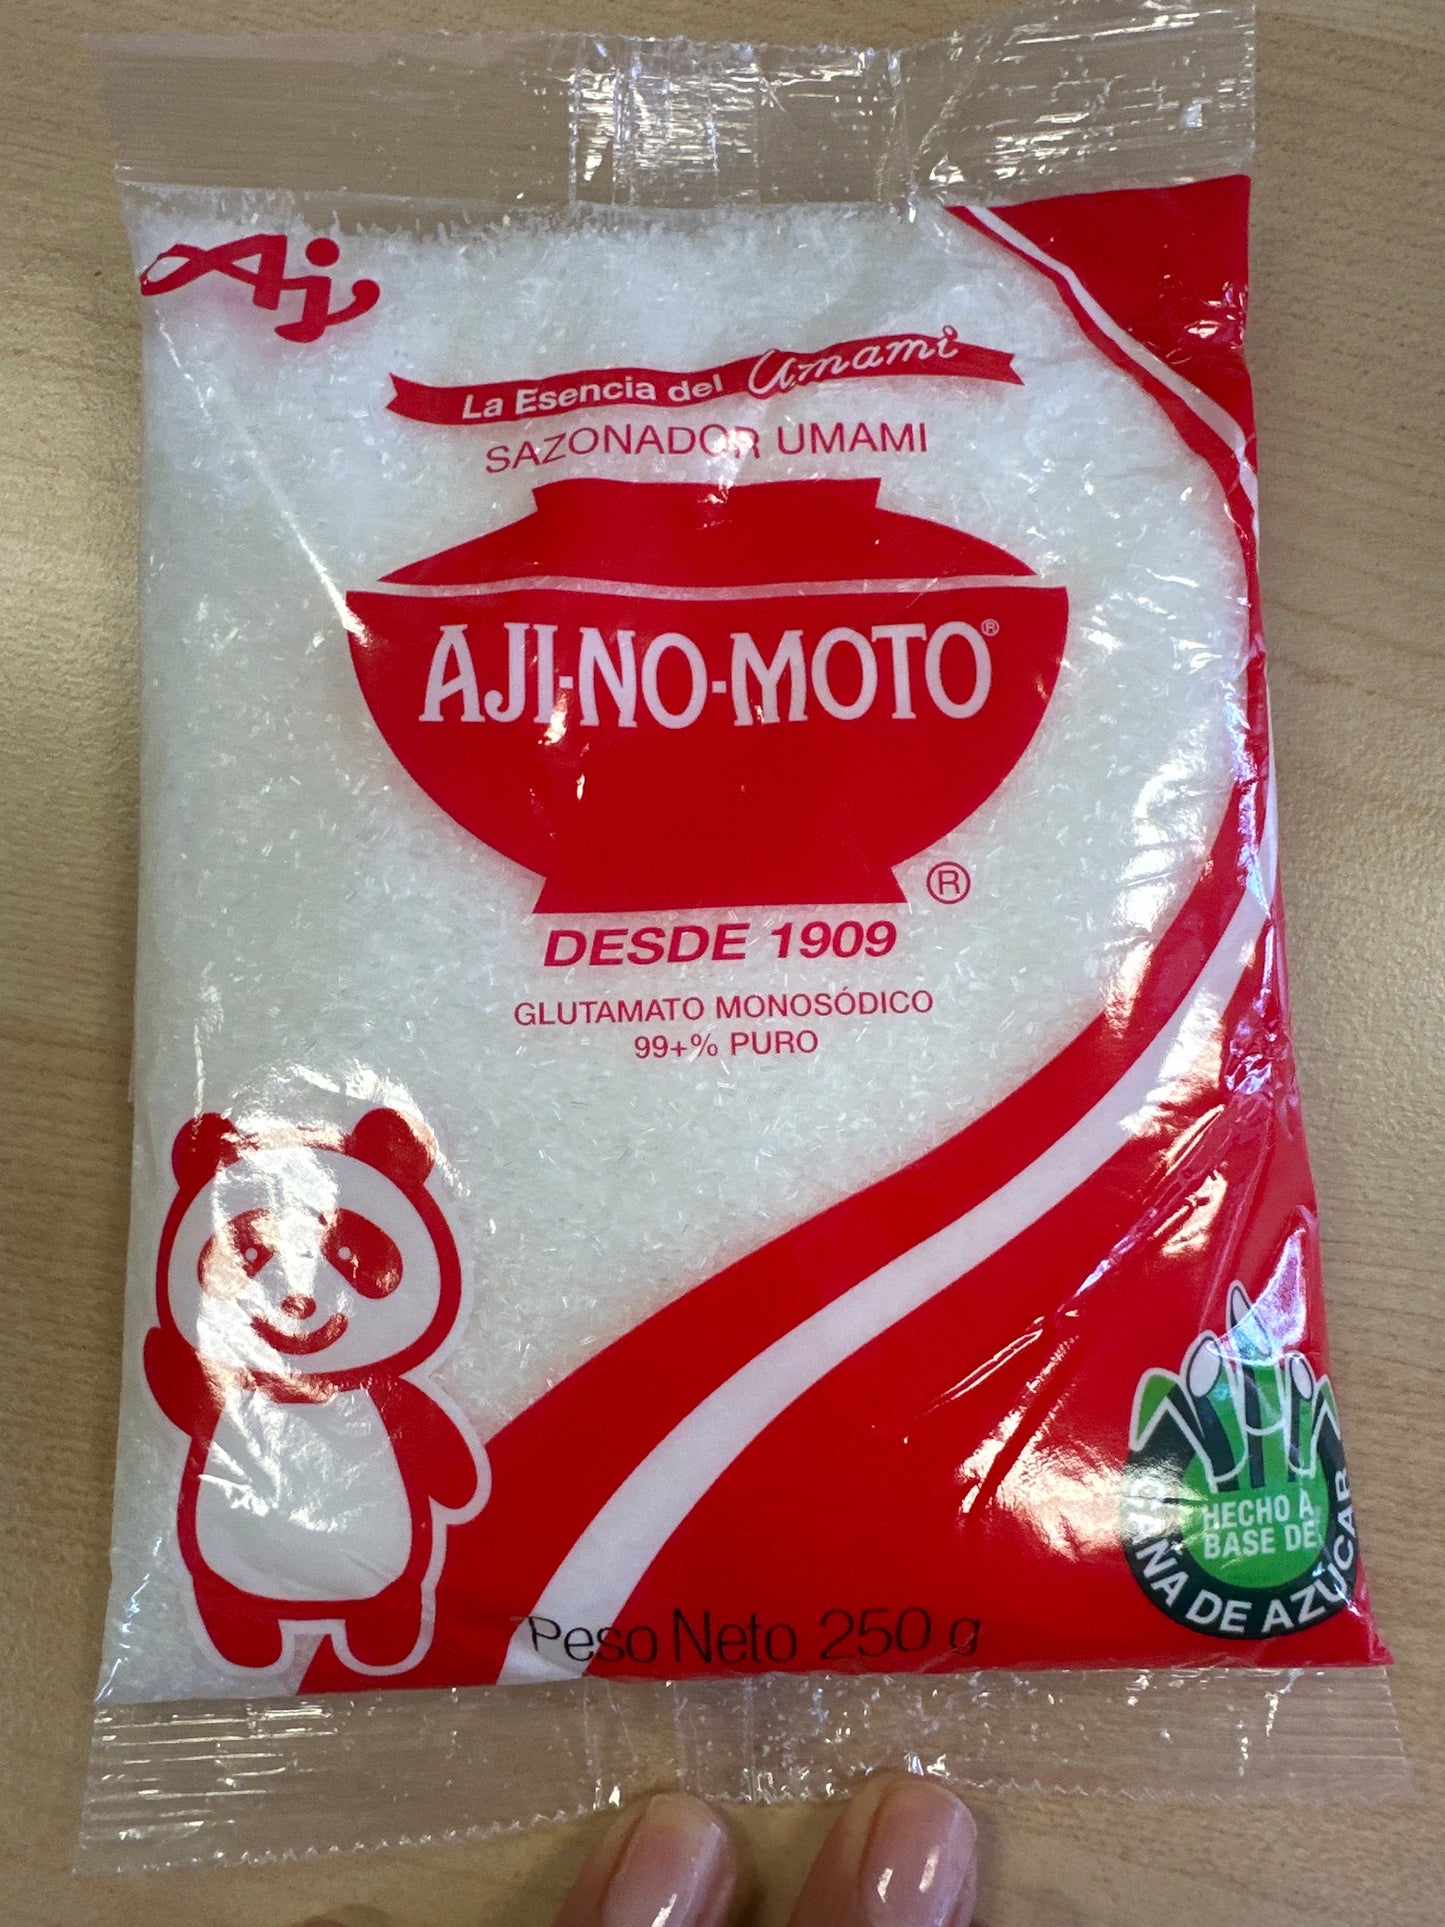 Aj
La Esencia del Umami
SAZONADOR UMAMI
AJI-NO-MOTO®
®
DESDE 1909
GLUTAMATO MONOSÓDICO
99+% PURO
HECHO A
BASE DE
CAÑA DE AZÚCAR
Peso Neto 250 g